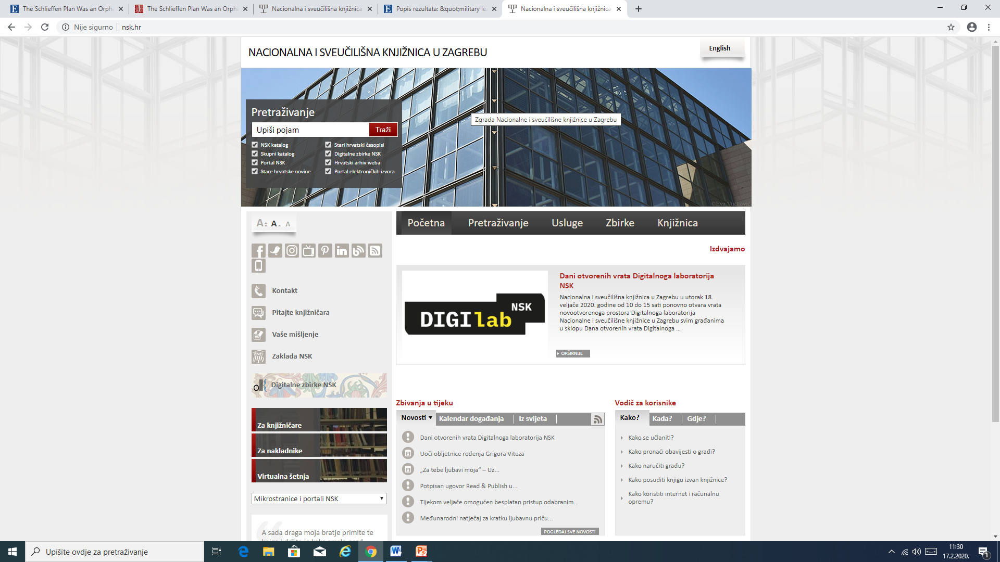 The Schlieffen Plan Was an Orph
The Schlieffen Plan Was an Orph
Nacionalna i sveučilišna knjižnica
Popis rezultata: &quot;military le
Nacionalna i sveučilišna knjižnica
Nije sigurno
nsk.hr
NACIONALNA I SVEUČILIŠNA KNJIŽNICA U ZAGREBU
English
Pretraživanje
Upiši pojam
Traži
NSK katalog
Stari hrvatski časopisi
Skupni katalog
Digitalne zbirke NSK
Portal NSK
Hrvatski arhiv weba
Stare hrvatske novine
Portal elektroničkih izvora
Zgrada Nacionalne i sveučilišne knjižnice u Zagrebu
©Eva Vučković
A A A
Početna
Pretraživanje
Usluge
Zbirke
Knjižnica
Izdvajamo
Kontakt
Pitajte knjižničara
Vaše mišljenje
Zaklada NSK
Digitalne zbirke NSK
Za knjižničare
Za nakladnike
Virtualna šetnja
Mikrostranice i portali NSK
A sada draga moja bratje primite te
NSK
DIGIlab
Dani otvorenih vrata Digitalnoga laboratorija
NSK
Nacionalna i sveučilišna knjižnica u Zagrebu u utorak 18.
veljače 2020. godine od 10 do 15 sati ponovno otvara vrata
novootvorenoga prostora Digitalnoga laboratorija
Nacionalne i sveučilišne knjižnice u Zagrebu svim građanima
u sklopu Dana otvorenih vrata Digitalnoga ...
OPŠIRNIJE
Zbivanja u tijeku
Novosti
Kalendar događanja
Iz svijeta
Dani otvorenih vrata Digitalnoga laboratorija NSK
Uoči obljetnice rođenja Grigora Viteza
„Za tebe ljubavi moja“ – Uz...
Potpisan ugovor Read & Publish u...
Tijekom veljače omogućen besplatan pristup odabranim...
Međunarodni natječaj za kratku ljubavnu priču...
POGLEDAJ SVE NOVOSTI
Vodič za korisnike
Kako?
Kada?
Gdje?
Kako se učlaniti?
Kako pronaći obavijesti o građi?
Kako naručiti građu?
Kako posuditi knjigu izvan knjižnice?
Kako koristiti internet i računalnu
opremu?
Upišite ovdje za pretraživanje
11:30
17.2.2020.
1